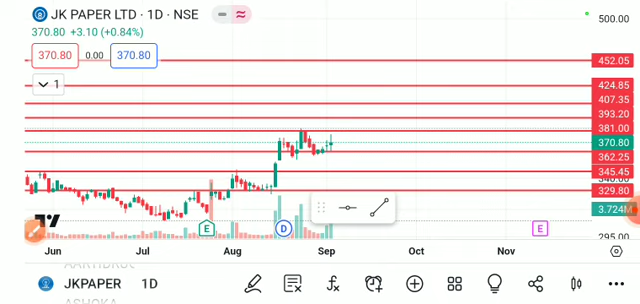 JK PAPER LTD · 1D · NSE
370.80 +3.10 (+0.84%)
370.80 0.00 370.80
1
500.00
452.05
424.85
407.35
393.20
381.00
370.80
362.25
345.45
329.80
3.724M
295.00
E D E
Jun Jul Aug Sep Oct Nov
JKPAPER 1D
ASHOKA